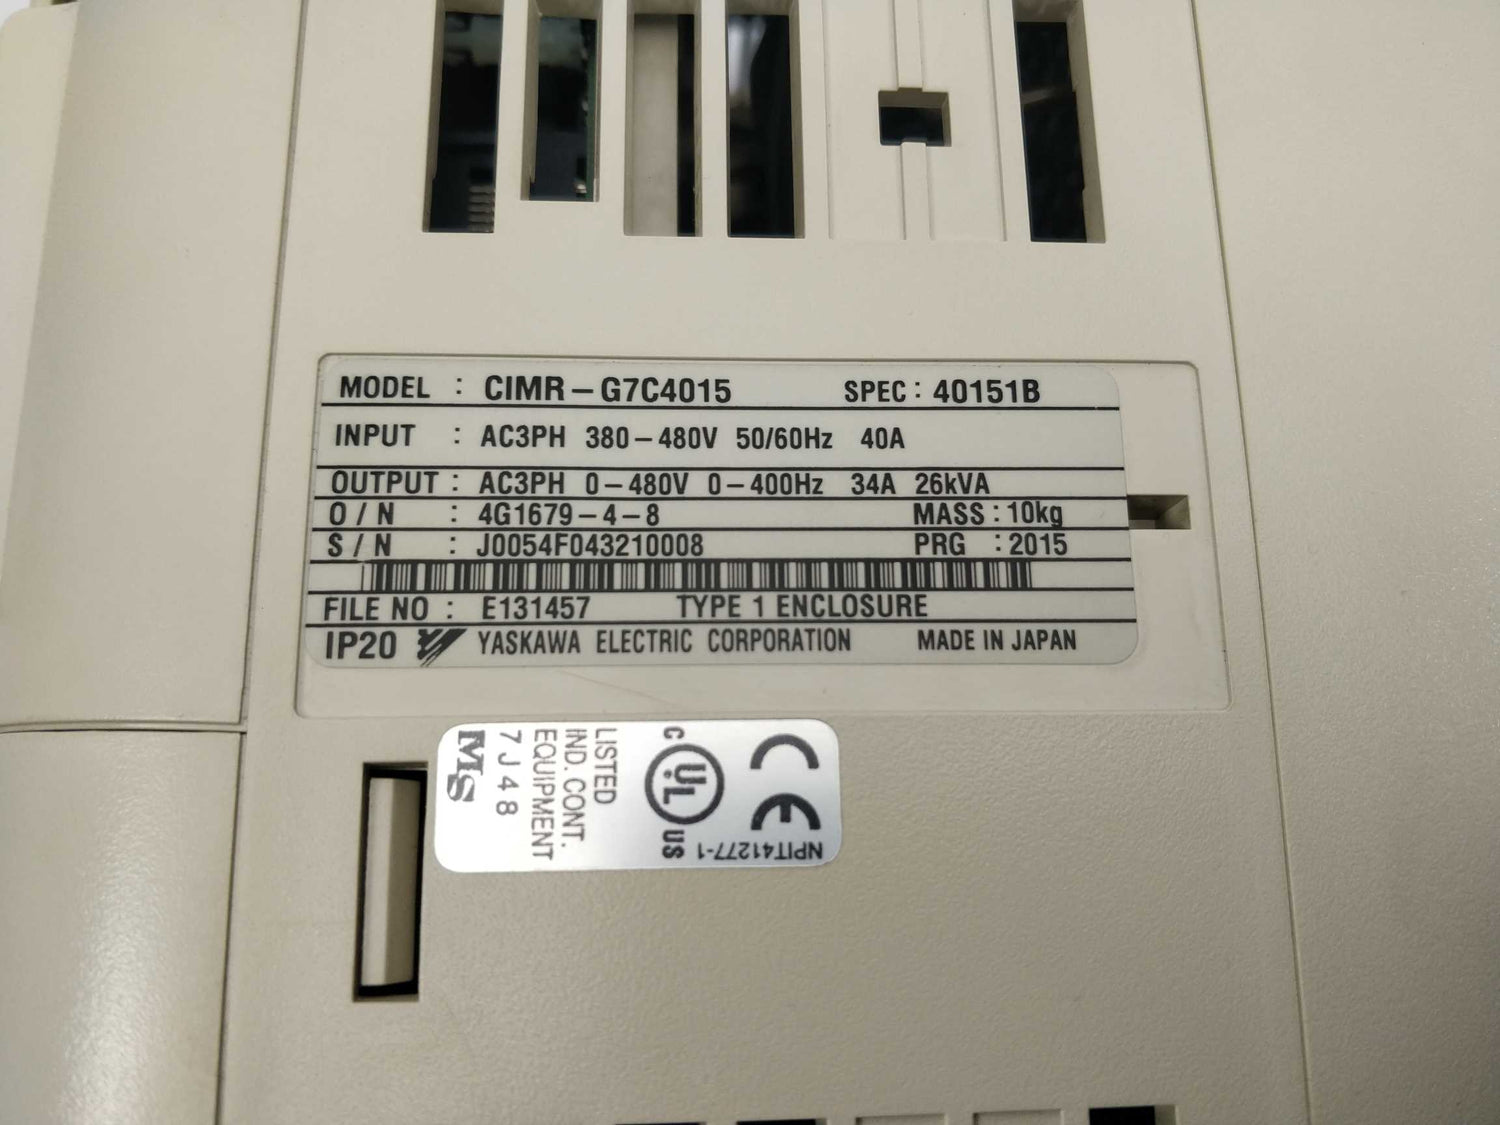 MODEL : CIMR-G7C4015 SPEC: 40151B
INPUT : AC3PH 380-480V 50/60Hz 40A
OUTPUT : AC3PH 0-480V 0-400Hz 34A 26kVA
O/N : 4G1679-4-8 MASS: 10kg
S/N : J0054F043210008 PRG : 2015
FILE NO : E131457 TYPE 1 ENCLOSURE
IP20 YASKAWA ELECTRIC CORPORATION MADE IN JAPAN
CE
NPIT41277-1
C UL US
LISTED
IND. CONT.
EQUIPMENT
7J48
MS